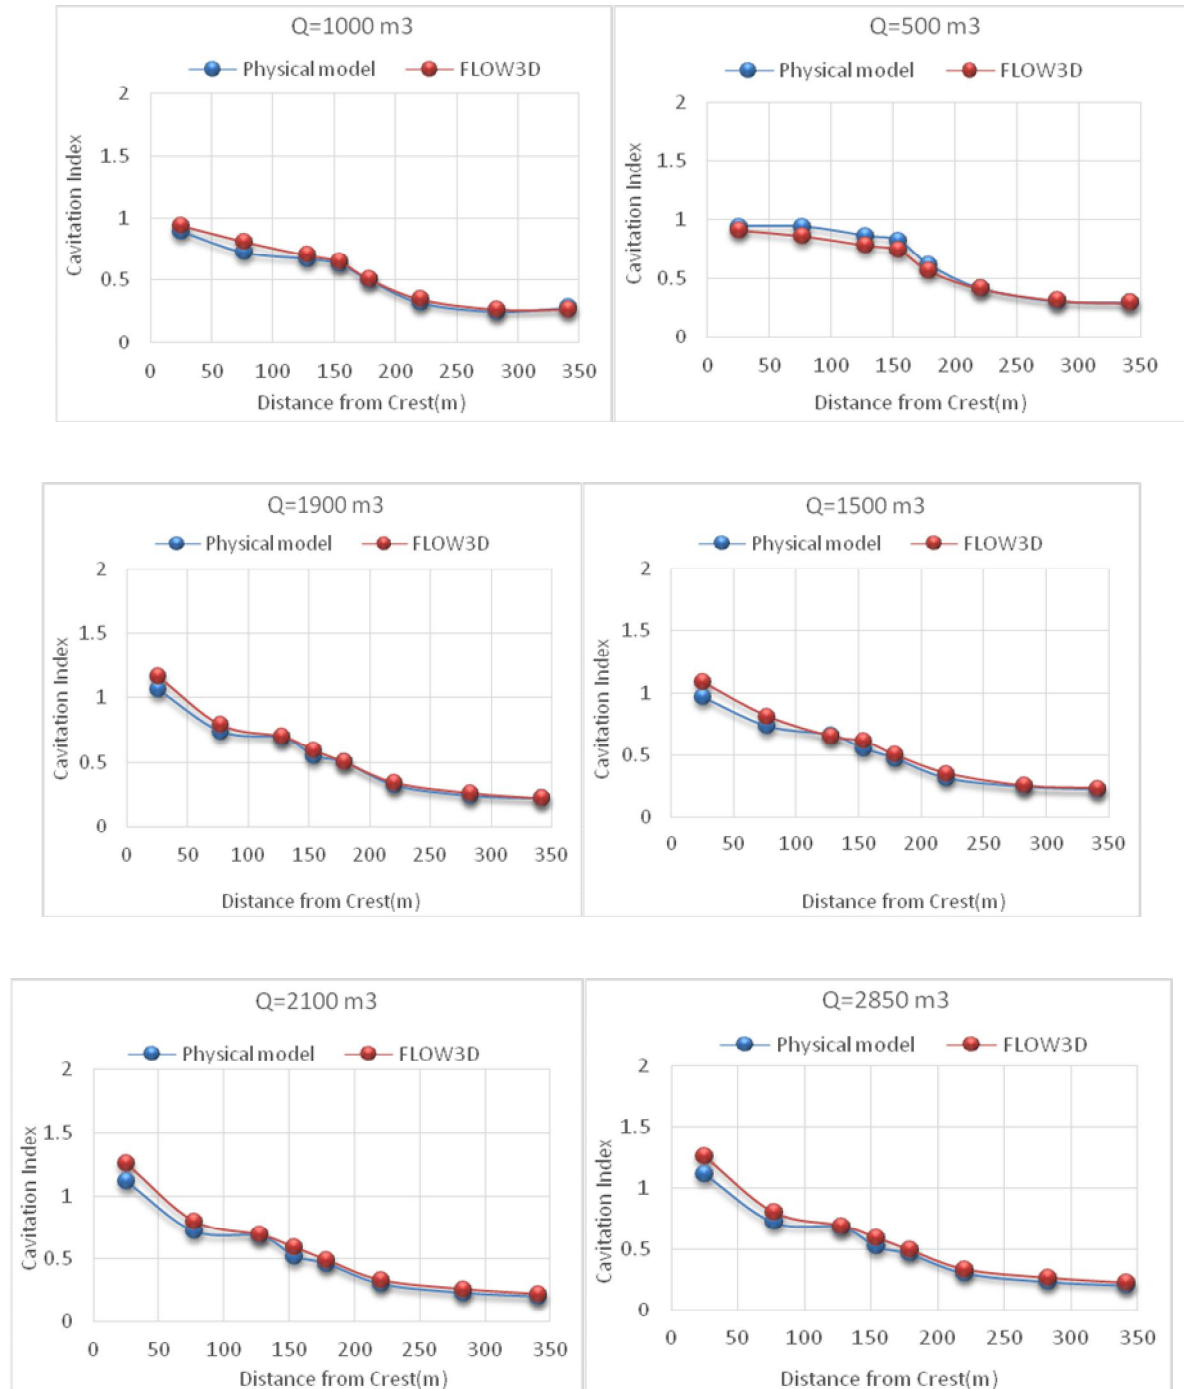 Q=1000 m3
Physical model FLOW3D
2
1.5
1
0.5
0
0 50 100 150 200 250 300 350
Cavitation Index
Distance from Crest(m)
Q=500 m3
Physical model FLOW3D
2
1.5
1
0.5
0
0 50 100 150 200 250 300 350
Cavitation Index
Distance from Crest(m)
Q=1900 m3
Physical model FLOW3D
2
1.5
1
0.5
0
0 50 100 150 200 250 300 350
Cavitation Index
Distance from Crest(m)
Q=1500 m3
Physical model FLOW3D
2
1.5
1
0.5
0
0 50 100 150 200 250 300 350
Cavitation Index
Distance from Crest(m)
Q=2100 m3
Physical model FLOW3D
2
1.5
1
0.5
0
0 50 100 150 200 250 300 350
Cavitation Index
Distance from Crest(m)
Q=2850 m3
Physical model FLOW3D
2
1.5
1
0.5
0
0 50 100 150 200 250 300 350
Cavitation Index
Distance from Crest(m)